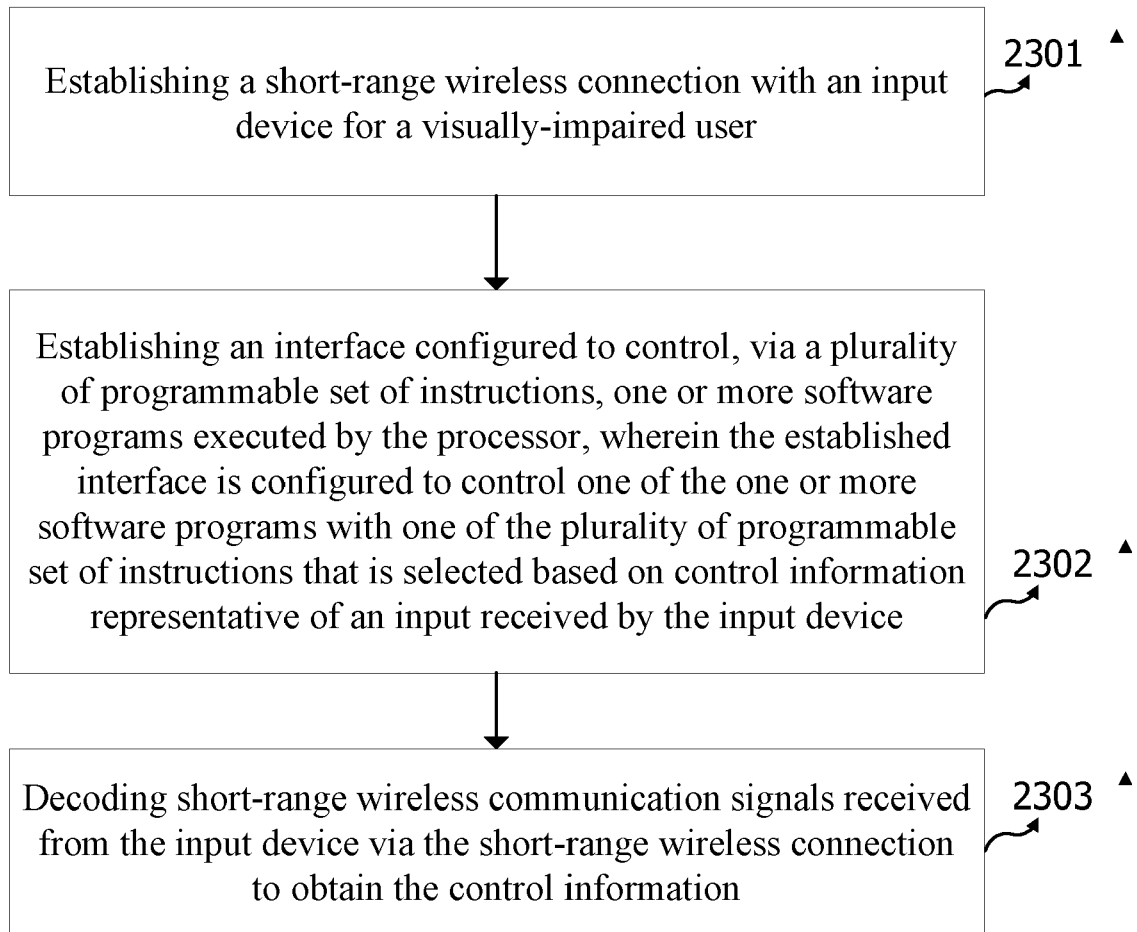 Establishing a short-range wireless connection with an input
device for a visually-impaired user
2301
Establishing an interface configured to control, via a plurality
of programmable set of instructions, one or more software
programs executed by the processor, wherein the established
interface is configured to control one of the one or more
software programs with one of the plurality of programmable
set of instructions that is selected based on control information
representative of an input received by the input device
2302
Decoding short-range wireless communication signals received
from the input device via the short-range wireless connection
to obtain the control information
2303